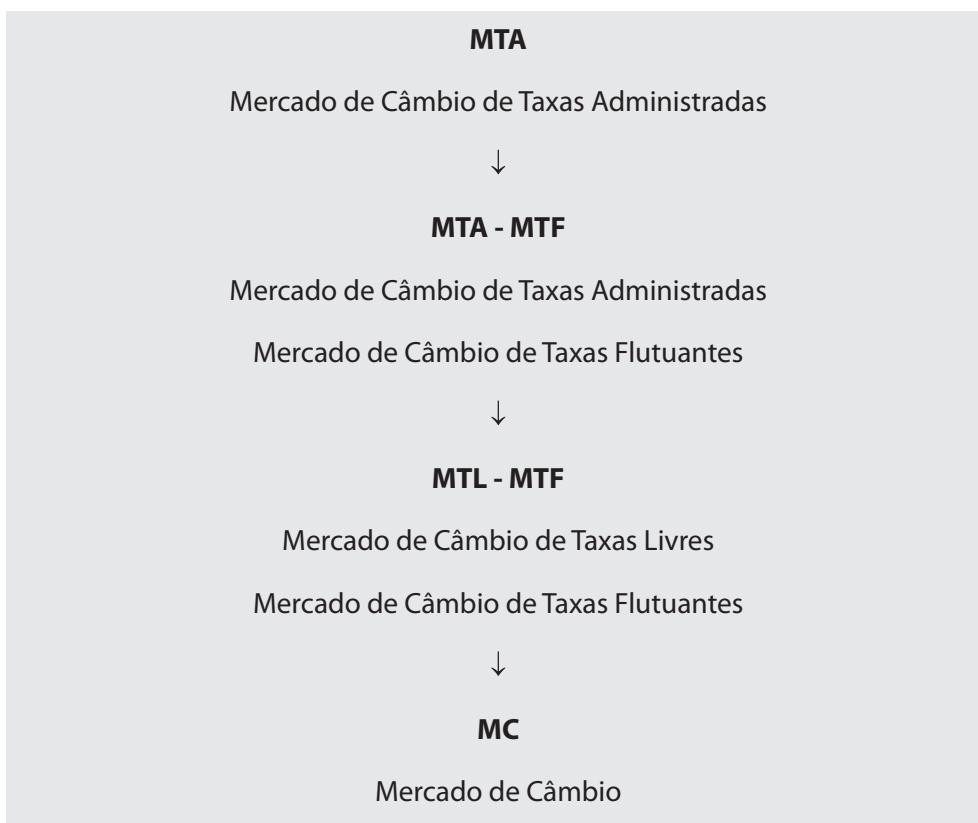 MTA
Mercado de Câmbio de Taxas Administradas
↓
MTA - MTF
Mercado de Câmbio de Taxas Administradas
Mercado de Câmbio de Taxas Flutuantes
↓
MTL - MTF
Mercado de Câmbio de Taxas Livres
Mercado de Câmbio de Taxas Flutuantes
↓
MC
Mercado de Câmbio